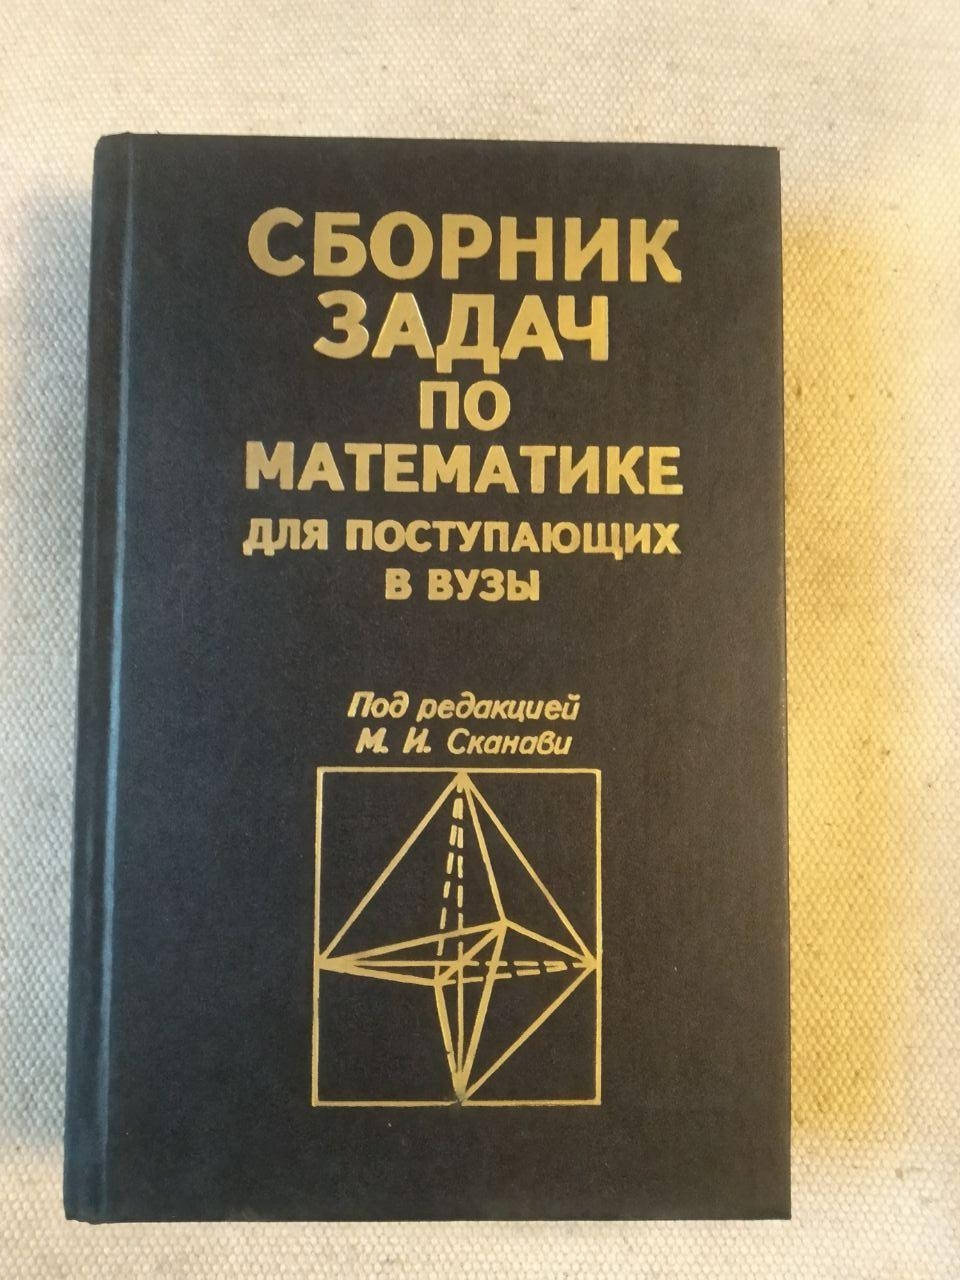 СБОРНИК
ЗАДАЧ
ПО
МАТЕМАТИКЕ
ДЛЯ ПОСТУПАЮЩИХ
В ВУЗЫ
Под редакцией
М. И. Сканави